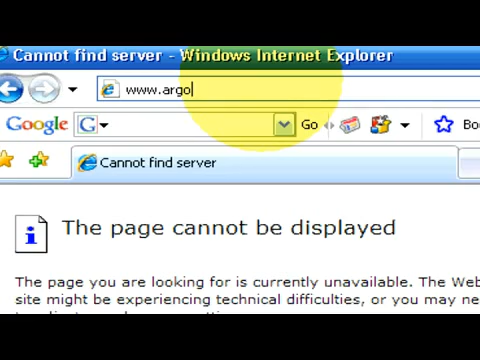 Cannot find server - Windows Internet Explorer
www.argo
Google G Go Boo
Cannot find server
The page cannot be displayed
The page you are looking for is currently unavailable. The Web
site might be experiencing technical difficulties, or you may ne